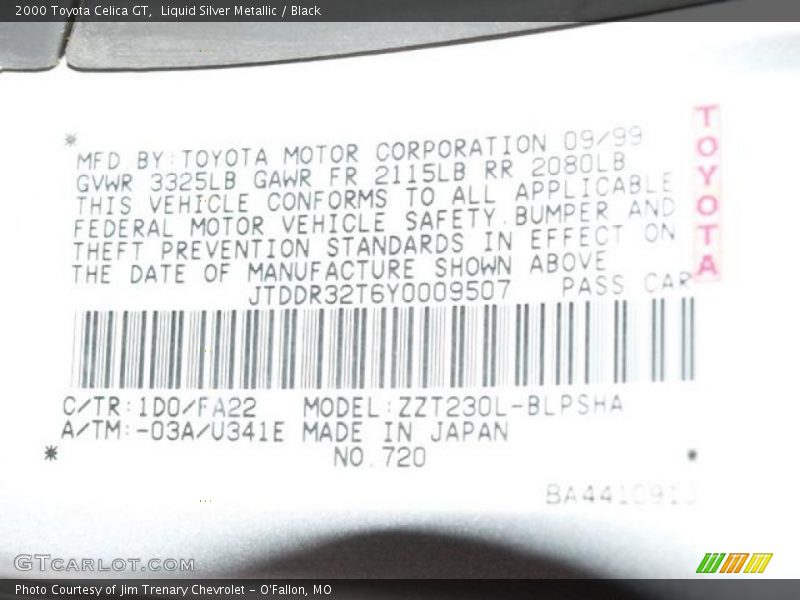 2000 Toyota Celica GT, Liquid Silver Metallic / Black
MFD. BY: TOYOTA MOTOR CORPORATION 09/99
GVWR 3325LB GAWR FR 2115LB RR 2080LB
THIS VEHICLE CONFORMS TO ALL APPLICABLE
FEDERAL MOTOR VEHICLE SAFETY, BUMPER AND
THEFT PREVENTION STANDARDS IN EFFECT ON
THE DATE OF MANUFACTURE SHOWN ABOVE
JTDDR32T6Y0009507 PASS CAR
TOYOTA
C/TR:1D0/FA22 MODEL:ZZT230L-BLPSHA
A/TM:-03A/U341E MADE IN JAPAN
NO.720
GTCARLOT.COM
Photo Courtesy of Jim Trenary Chevrolet - O'Fallon, MO